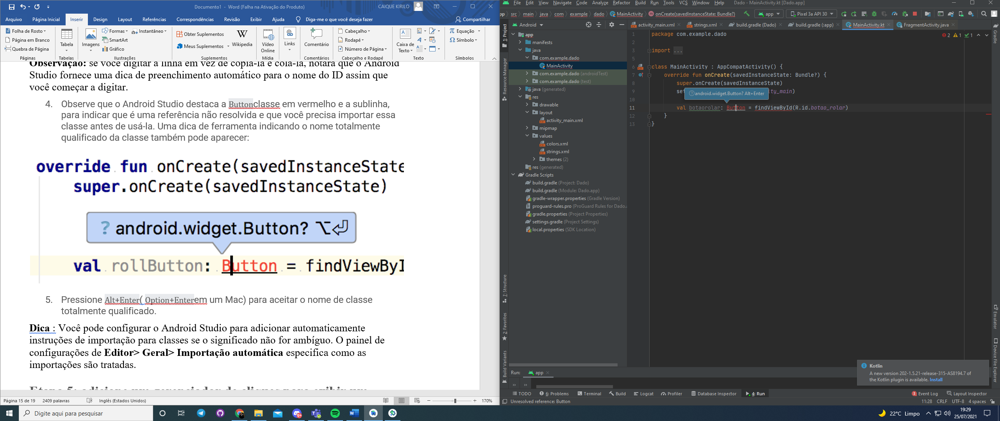 Documento1 - Word (Falha na Ativação do Produto)
CAIQUE KIRILO
Arquivo Página Inicial Inserir Design Layout Referências Correspondências Revisão Exibir Ajuda Diga-me o que você deseja fazer Compartilhar
Folha de Rosto
Página em Branco
Quebra de Página
Páginas
Tabela
Tabelas
Imagens
Formas
SmartArt
Gráfico
Instantâneo
Ilustrações
Obter Suplementos
Meus Suplementos
Wikipedia
Suplementos
Vídeo
Online
Mídia
Links
Comentário
Comentários
Cabeçalho
Rodapé
Número de Página
Cabeçalho e Rodapé
Caixa de
Texto
Texto
Equação
Símbolo
Símbolos
Observação: se você digitar a linha em vez de copiá-la e colá-la, notará que o Android
Studio fornece uma dica de preenchimento automático para o nome do ID assim que
você começar a digitar.
4. Observe que o Android Studio destaca a Buttonclasse em vermelho e a sublinha,
para indicar que é uma referência não resolvida e que você precisa importar essa
classe antes de usá-la. Uma dica de ferramenta indicando o nome totalmente
qualificado da classe também pode aparecer:
override fun onCreate(savedInstanceState
super.onCreate(savedInstanceState)
? android.widget.Button? ⌥⏎
val rollButton: Button = findViewByI
5. Pressione Alt+Enter( Option+Enterem um Mac) para aceitar o nome de classe
totalmente qualificado.
Dica : Você pode configurar o Android Studio para adicionar automaticamente
instruções de importação para classes se o significado não for ambíguo. O painel de
configurações de Editor> Geral> Importação automática especifica como as
importações são tratadas.
Etapa 5: adicione um gerenciador de cliques para exibir um
Página 15 de 19 2409 palavras Inglês (Estados Unidos) 170%
File Edit View Navigate Code Analyze Refactor Build Run Tools VCS Window Help Dado - MainActivity.kt [Dado.app]
pp src main java com example dado MainActivity onCreate(savedInstanceState: Bundle?) app Pixel 3a API 30
Android
activity_main.xml strings.xml build.gradle (Dado) build.gradle (:app) MainActivity.kt FragmentActivity.java
1: Project
Resource Manager
7: Structure
2: Favorites
Build Variants
app
manifests
java
com.example.dado
MainActivity
com.example.dado (androidTest)
com.example.dado (test)
java (generated)
res
drawable
layout
activity_main.xml
mipmap
values
colors.xml
strings.xml
themes (2)
res (generated)
Gradle Scripts
build.gradle (Project: Dado)
build.gradle (Module: Dado.app)
gradle-wrapper.properties (Gradle Version)
proguard-rules.pro (ProGuard Rules for Dado.a
gradle.properties (Project Properties)
settings.gradle (Project Settings)
local.properties (SDK Location)
1 package com.example.dado
2
3 import ...
5
6 class MainActivity : AppCompatActivity() {
7 override fun onCreate(savedInstanceState: Bundle?) {
8 super.onCreate(savedInstanceState)
9 set ity_main)
android.widget.Button? Alt+Enter
10
11 val botaorolar: Button = findViewById(R.id.botao_rolar)
12 }
13 }
2 1 1
Gradle
Emulator
Device File Explorer
Kotlin
A new version 202-1.5.21-release-315-AS8194.7 of
the Kotlin plugin is available. Install
Run: app
TODO 6: Problems Terminal Build Logcat Profiler Database Inspector 4: Run 3 Event Log Layout Inspector
Unresolved reference: Button 11:28 CRLF UTF-8 4 spaces
Digite aqui para pesquisar
9+
22°C Limpo
19:29
25/07/2021